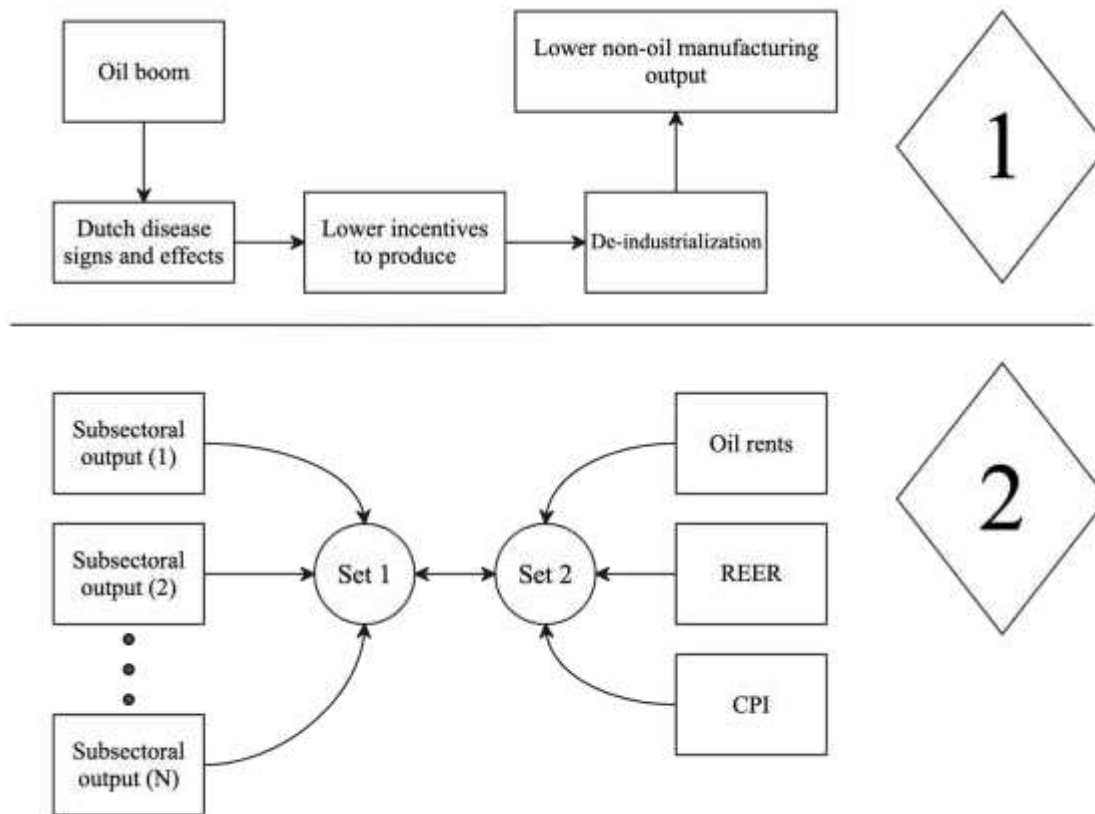 Oil boom
Lower non-oil manufacturing
output
1
Dutch disease
signs and effects
Lower incentives
to produce
De-industrialization
Subsectoral
output (1)
Oil rents
2
Subsectoral
output (2)
Set 1
Set 2
REER
CPI
Subsectoral
output (N)